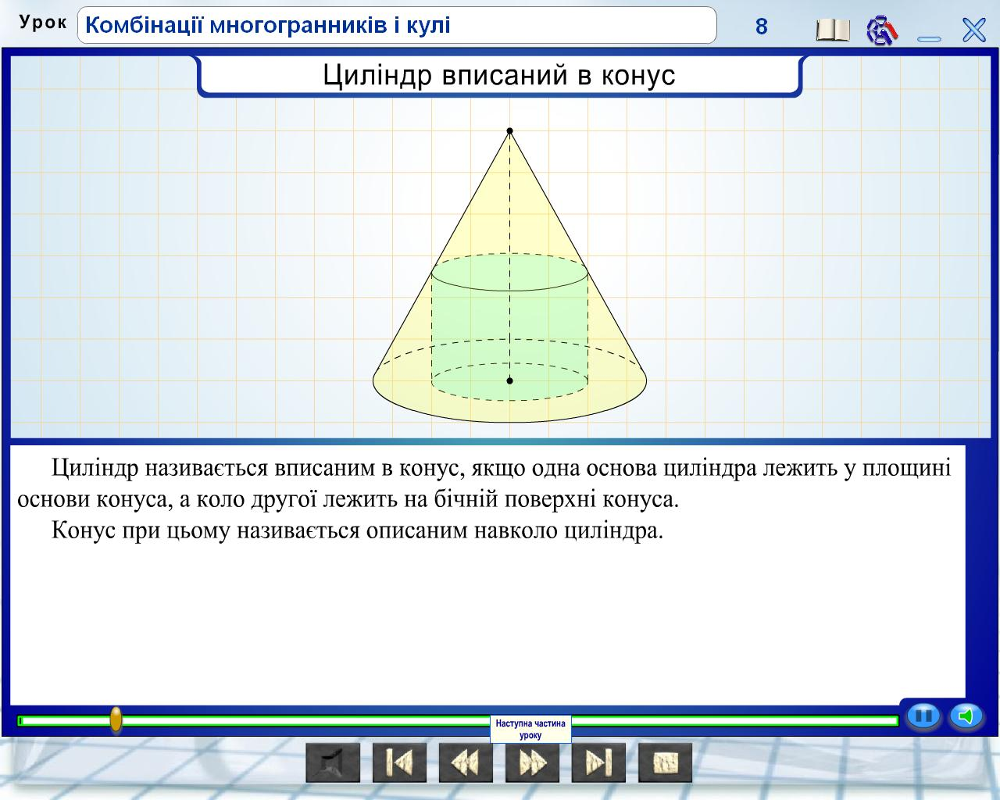 Урок
Комбінації многогранників і кулі
8
Циліндр вписаний в конус
Циліндр називається вписаним в конус, якщо одна основа циліндра лежить у площині
основи конуса, а коло другої лежить на бічній поверхні конуса.
Конус при цьому називається описаним навколо циліндра.
Наступна частина
уроку